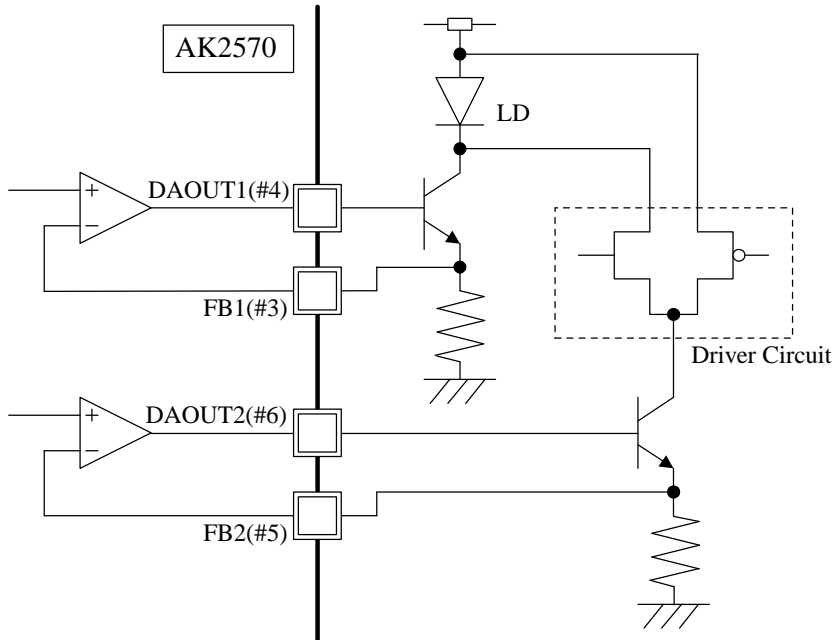 AK2570
LD
DAOUT1(#4)
+
−
FB1(#3)
Driver Circuit
DAOUT2(#6)
+
−
FB2(#5)